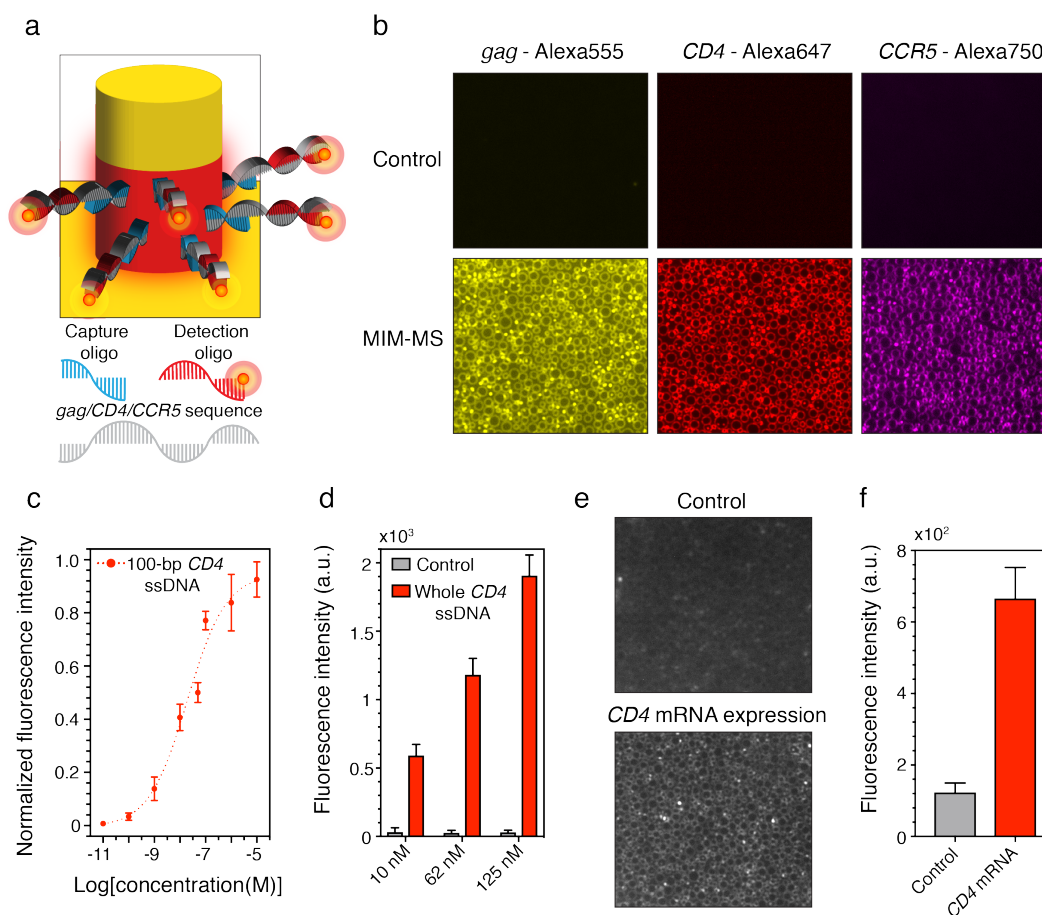 a
Capture
oligo
Detection
oligo
gag/CD4/CCR5 sequence
b
gag - Alexa555
CD4 - Alexa647
CCR5 - Alexa750
Control
MIM-MS
c
Normalized fluorescence intensity
1.0
0.8
0.6
0.4
0.2
0
100-bp CD4
ssDNA
-11
-9
-7
-5
Log[concentration(M)]
d
x10³
Fluorescence intensity (a.u.)
2
1.5
1
0.5
0
Control
Whole CD4
ssDNA
10 nM
62 nM
125 nM
e
Control
CD4 mRNA expression
f
x10²
Fluorescence intensity (a.u.)
8
6
4
2
0
Control
CD4 mRNA